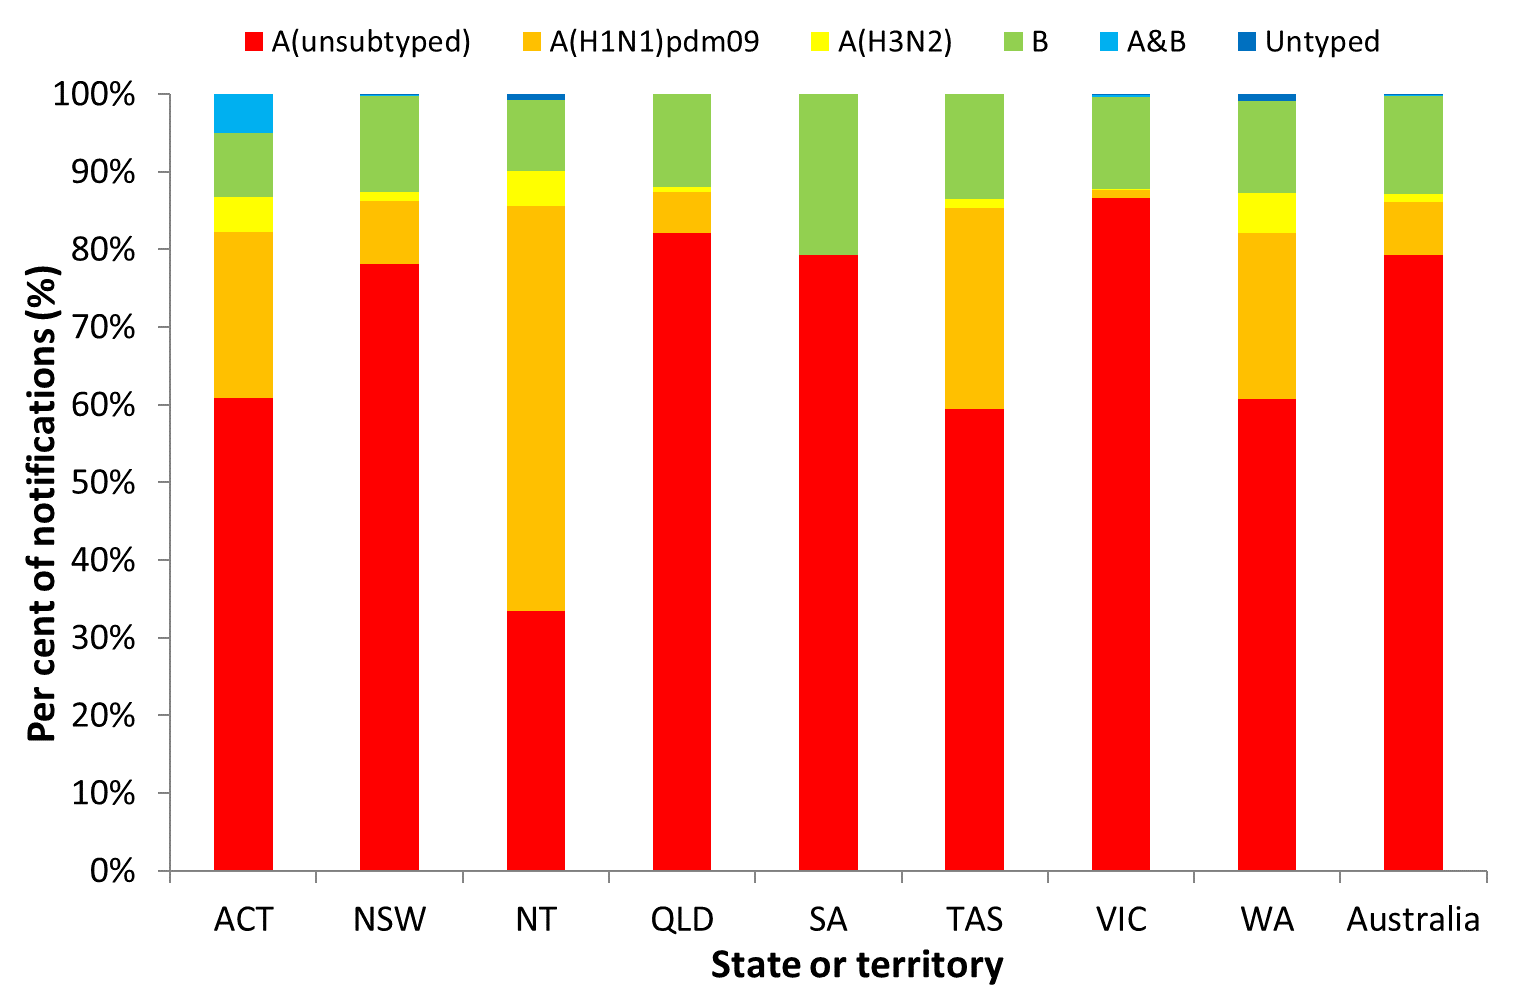 A(unsubtyped) A(H1N1)pdm09 A(H3N2) B A&B Untyped
100%
90%
80%
70%
60%
50%
40%
30%
20%
10%
0%
Per cent of notifications (%)
ACT NSW NT QLD SA TAS VIC WA Australia
State or territory